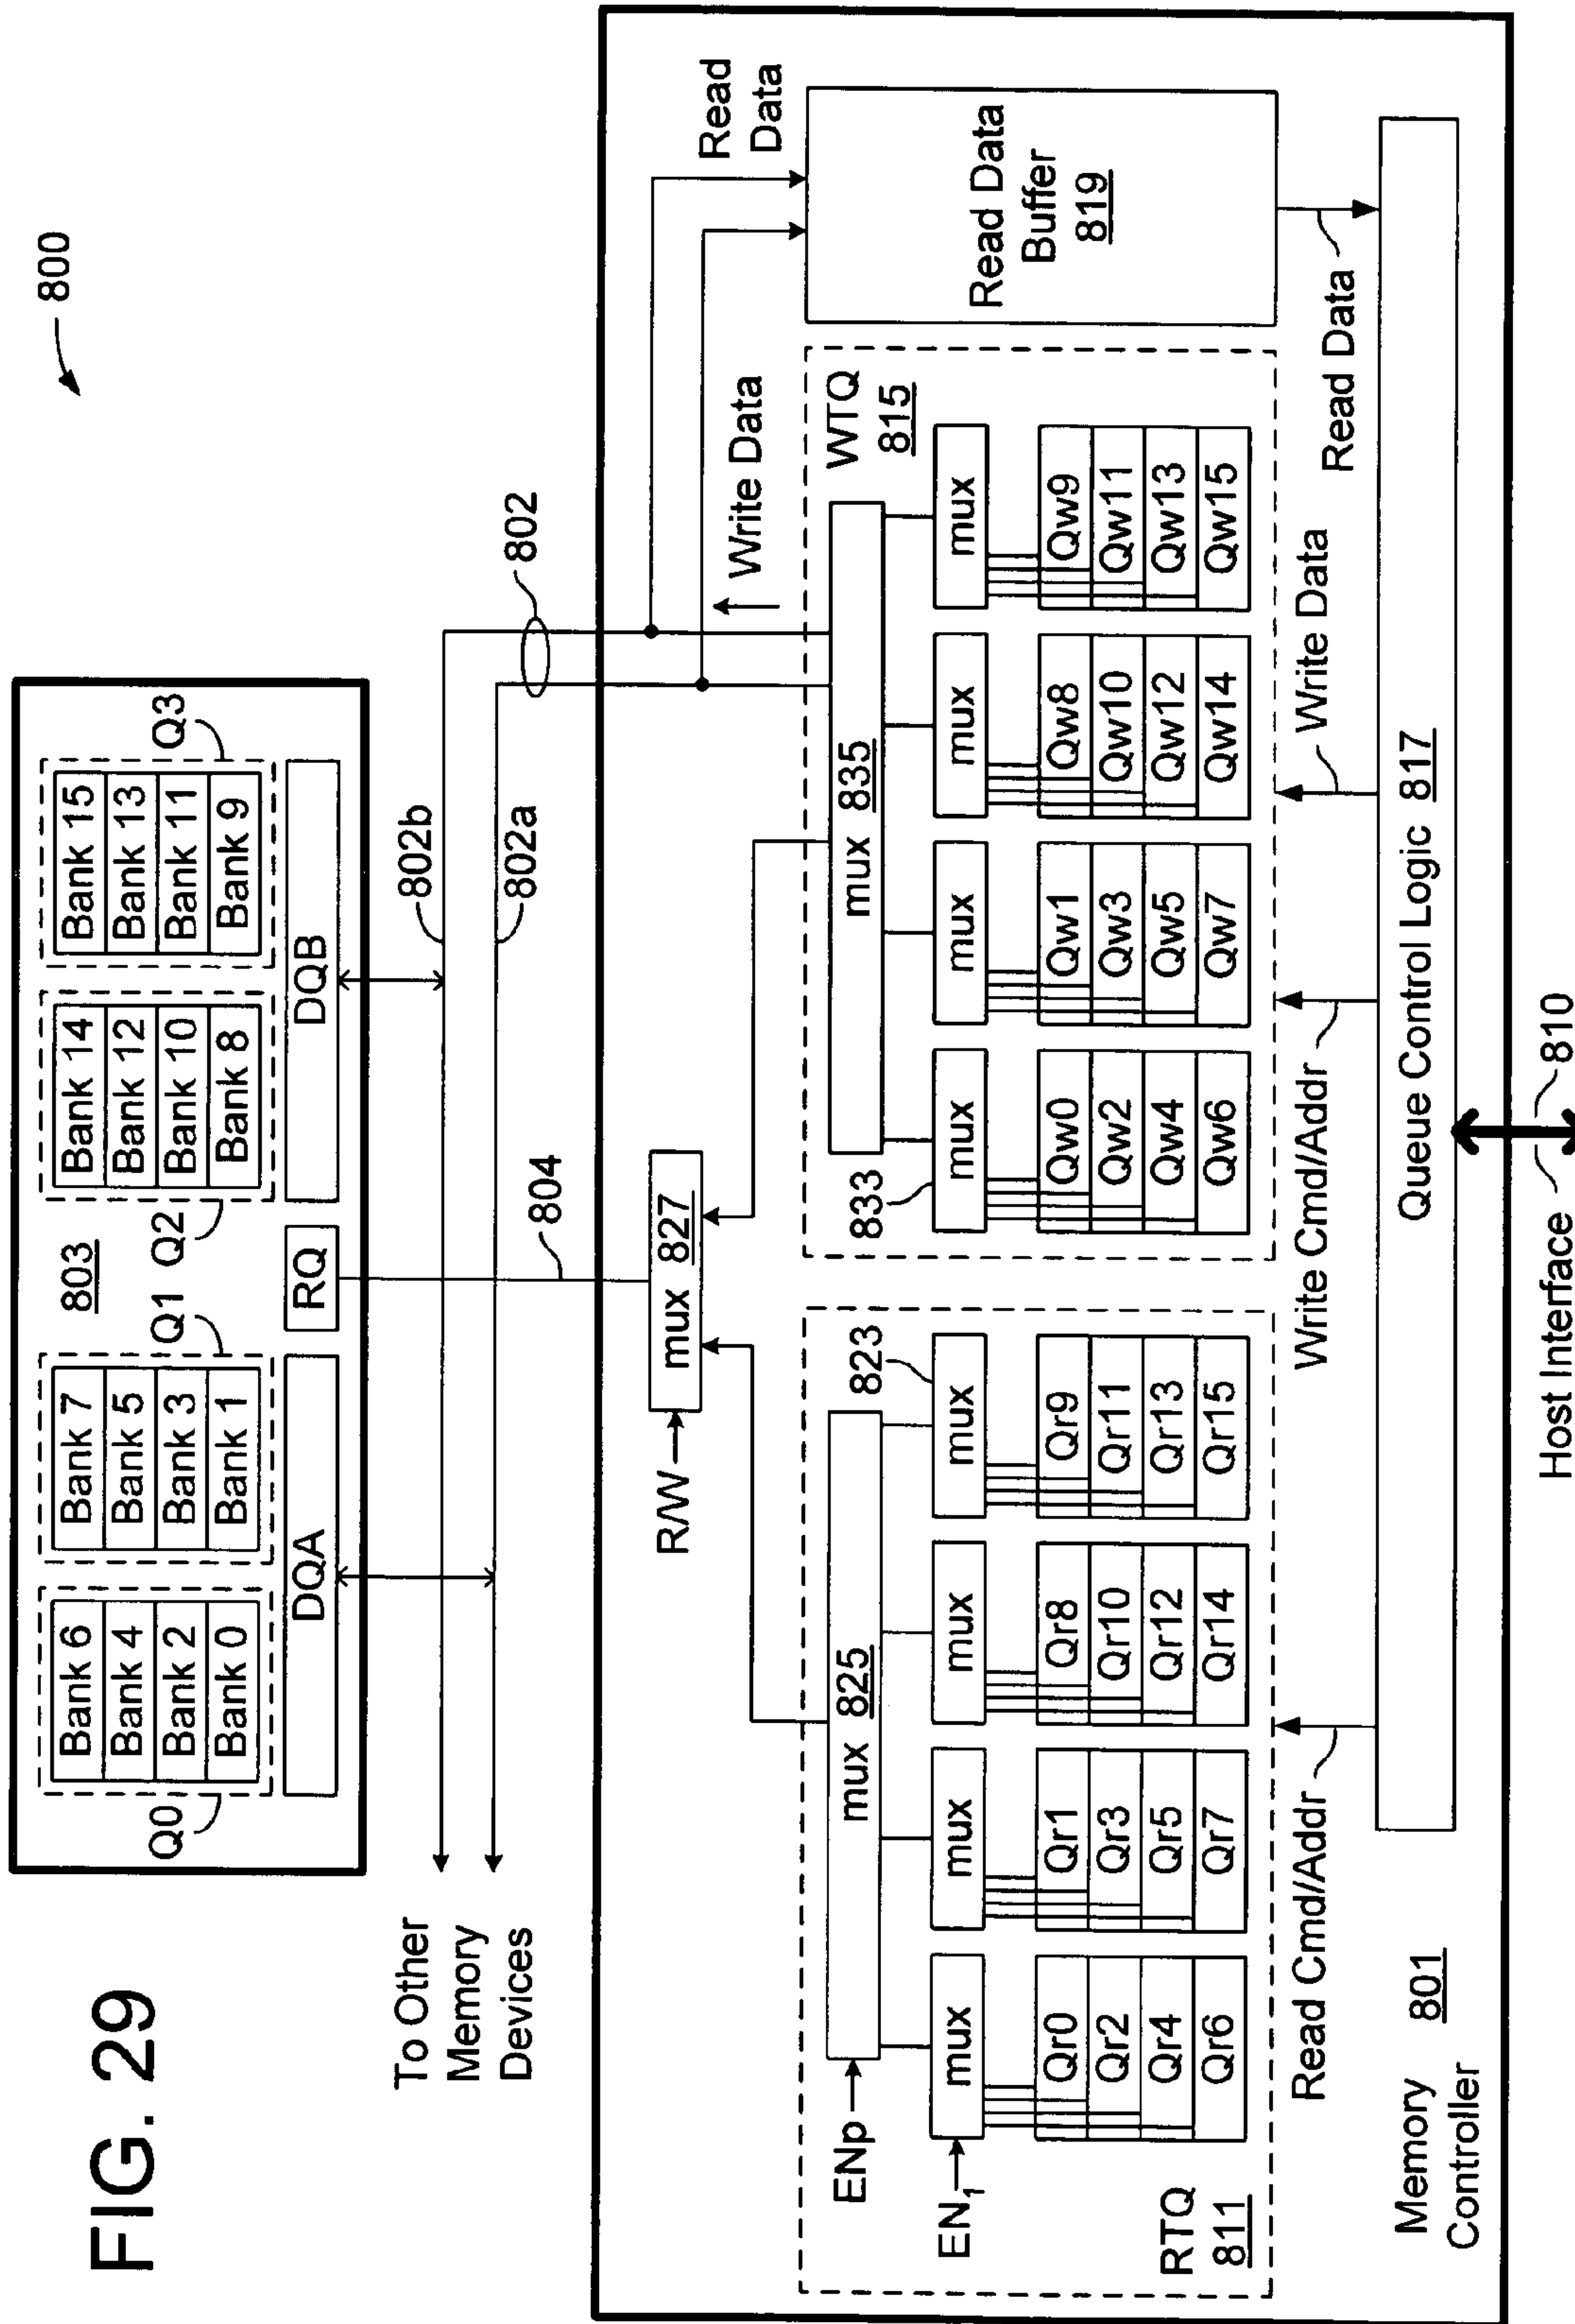 FIG. 29
800
Bank 6
Bank 4
Bank 2
Bank 0
Q0
Bank 7
Bank 5
Bank 3
Bank 1
Q1
803
Bank 14
Bank 12
Bank 10
Bank 8
Q2
Bank 15
Bank 13
Bank 11
Bank 9
Q3
DQA
RQ
DQB
To Other
Memory
Devices
802b
802a
802
804
R/W
mux 827
Write Data
Read
Data
ENp
mux 825
EN1
mux
mux
mux
mux
823
Qr0
Qr2
Qr4
Qr6
Qr1
Qr3
Qr5
Qr7
Qr8
Qr10
Qr12
Qr14
Qr9
Qr11
Qr13
Qr15
RTQ
811
mux 835
WTQ
815
833
mux
mux
mux
mux
Qw0
Qw2
Qw4
Qw6
Qw1
Qw3
Qw5
Qw7
Qw8
Qw10
Qw12
Qw14
Qw9
Qw11
Qw13
Qw15
Read Data
Buffer
819
Read Cmd/Addr
Write Cmd/Addr
Write Data
Read Data
Queue Control Logic 817
Memory
Controller
801
Host Interface
810